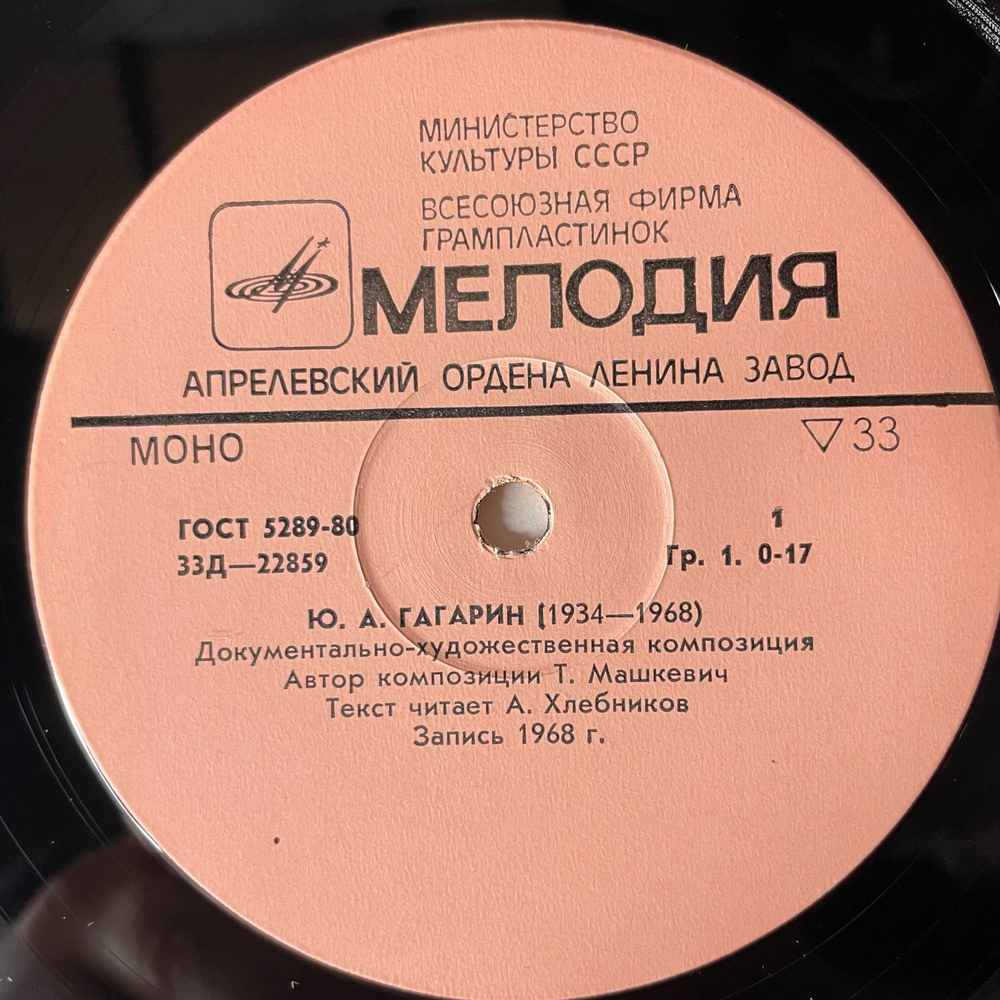 МИНИСТЕРСТВО
КУЛЬТУРЫ СССР
ВСЕСОЮЗНАЯ ФИРМА
ГРАМПЛАСТИНОК
МЕЛОДИЯ
АПРЕЛЕВСКИЙ ОРДЕНА ЛЕНИНА ЗАВОД
МОНО ▽33
ГОСТ 5289-80 1
33Д—22859 Гр. 1. 0-17
Ю. А. ГАГАРИН (1934—1968)
Документально-художественная композиция
Автор композиции Т. Машкевич
Текст читает А. Хлебников
Запись 1968 г.